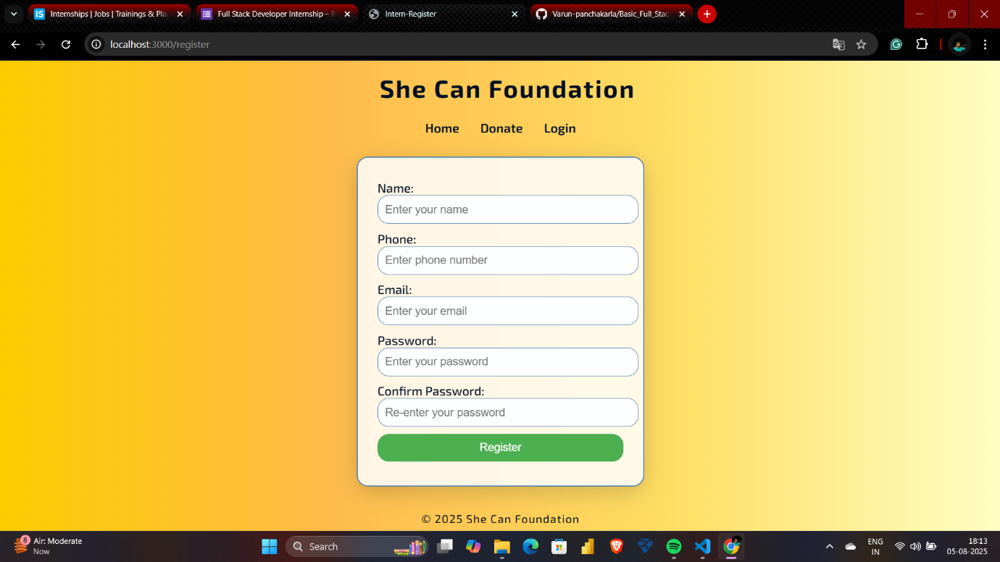 Internships | Jobs | Trainings & Pla
Full Stack Developer Internship – R
Intern-Register
Varun-panchakarla/Basic_Full_Stac
localhost:3000/register
She Can Foundation
Home Donate Login
Name:
Enter your name
Phone:
Enter phone number
Email:
Enter your email
Password:
Enter your password
Confirm Password:
Re-enter your password
Register
© 2025 She Can Foundation
8
Air: Moderate
Now
Search
ENG
IN
18:13
05-08-2025